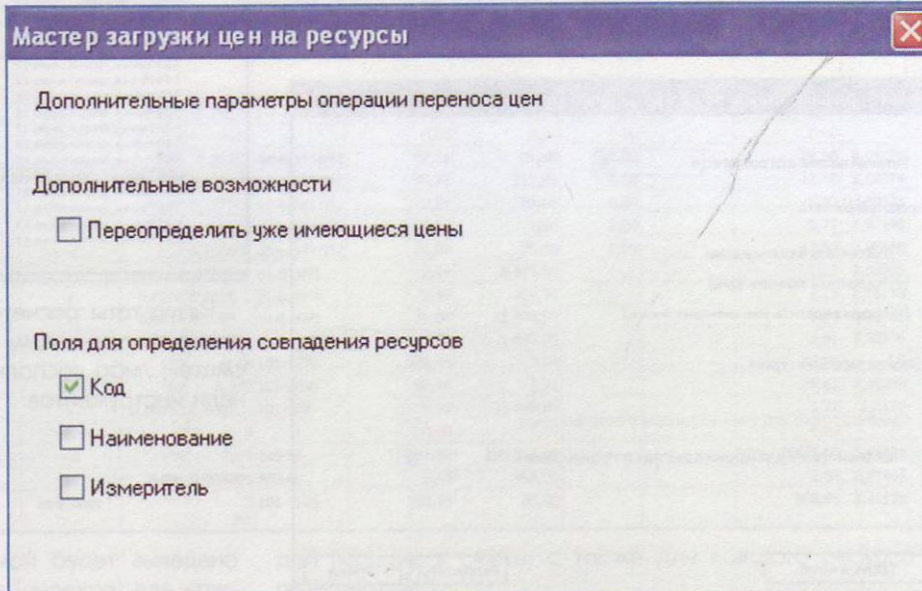 Мастер загрузки цен на ресурсы
Дополнительные параметры операции переноса цен
Дополнительные возможности
Переопределить уже имеющиеся цены
Поля для определения совпадения ресурсов
Код
Наименование
Измеритель